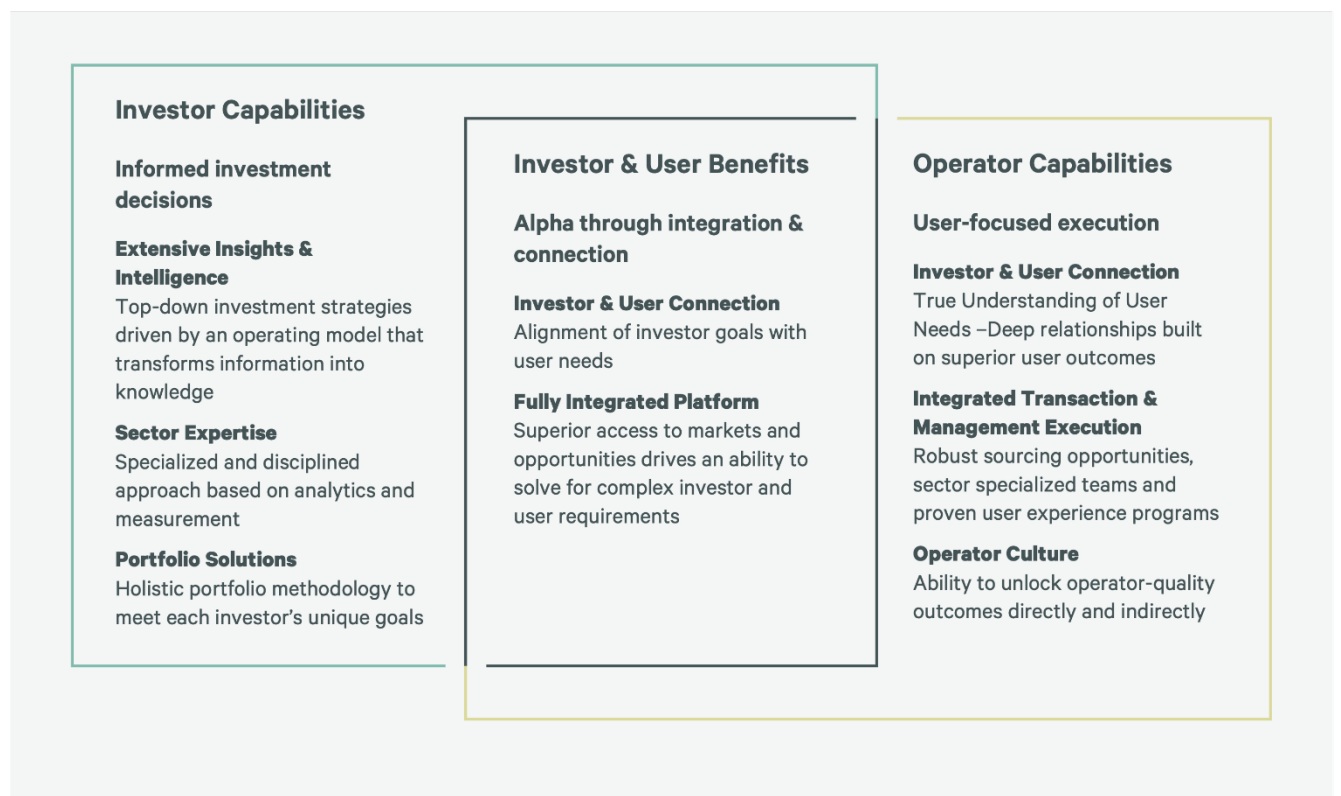 Investor Capabilities
Informed investment
decisions
Extensive Insights &
Intelligence
Top-down investment strategies
driven by an operating model that
transforms information into
knowledge
Sector Expertise
Specialized and disciplined
approach based on analytics and
measurement
Portfolio Solutions
Holistic portfolio methodology to
meet each investor’s unique goals
Investor & User Benefits
Alpha through integration &
connection
Investor & User Connection
Alignment of investor goals with
user needs
Fully Integrated Platform
Superior access to markets and
opportunities drives an ability to
solve for complex investor and
user requirements
Operator Capabilities
User-focused execution
Investor & User Connection
True Understanding of User
Needs –Deep relationships built
on superior user outcomes
Integrated Transaction &
Management Execution
Robust sourcing opportunities,
sector specialized teams and
proven user experience programs
Operator Culture
Ability to unlock operator-quality
outcomes directly and indirectly